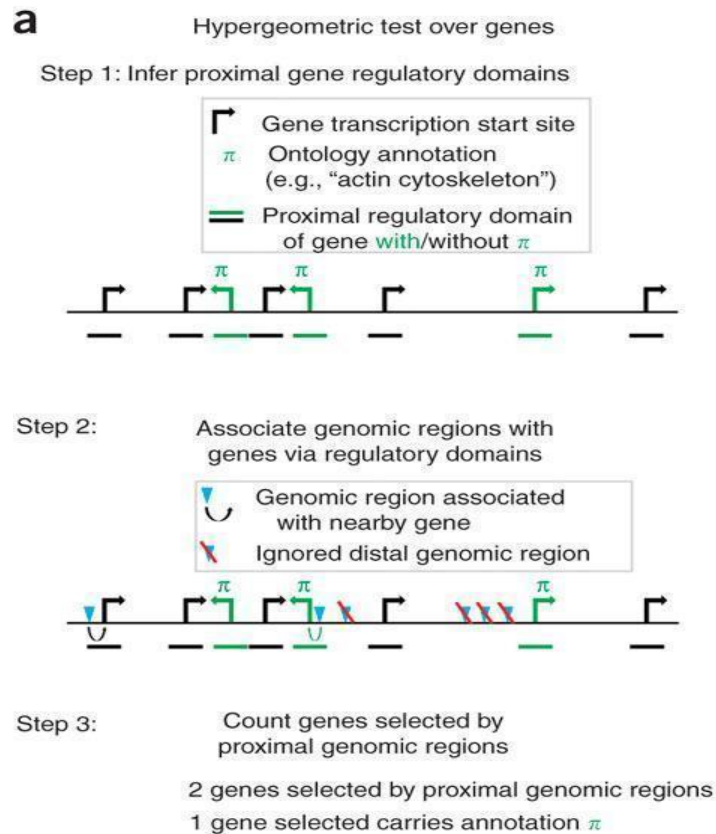 a
Hypergeometric test over genes
Step 1: Infer proximal gene regulatory domains
Gene transcription start site
π Ontology annotation
(e.g., “actin cytoskeleton”)
Proximal regulatory domain
of gene with/without π
π π π
Step 2: Associate genomic regions with
genes via regulatory domains
Genomic region associated
with nearby gene
Ignored distal genomic region
π π π
Step 3: Count genes selected by
proximal genomic regions
2 genes selected by proximal genomic regions
1 gene selected carries annotation π